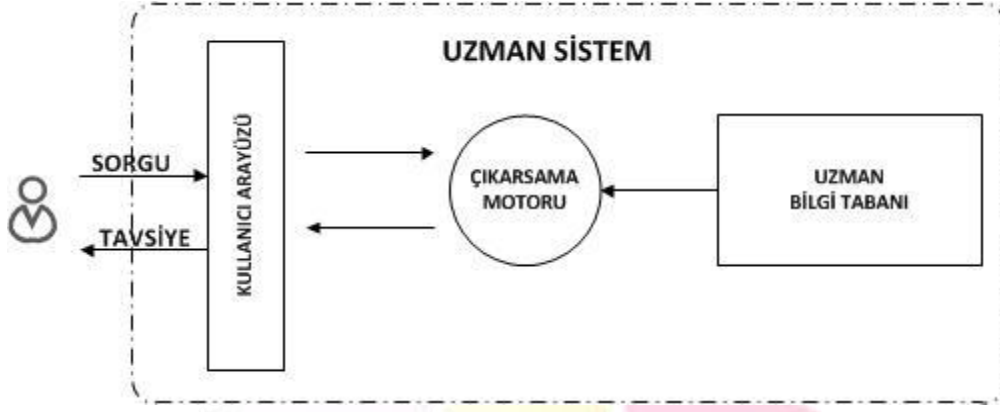 UZMAN SİSTEM
SORGU
TAVSİYE
KULLANICI ARAYÜZÜ
ÇIKARSAMA
MOTORU
UZMAN
BİLGİ TABANI